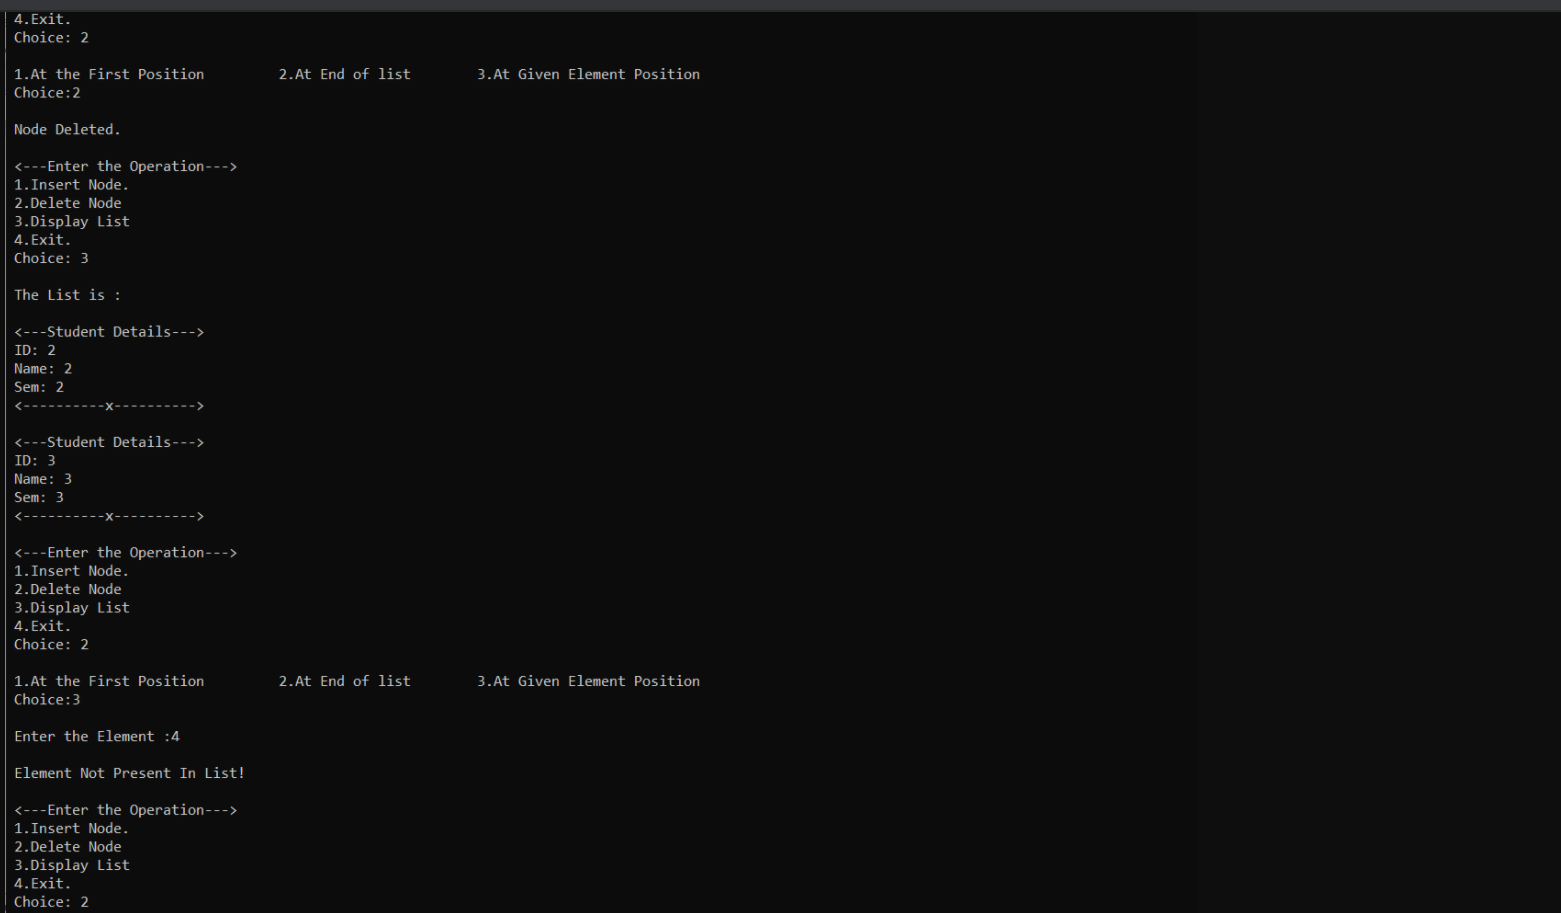 4.Exit.
Choice: 2
1.At the First Position         2.At End of list        3.At Given Element Position
Choice:2
Node Deleted.
<---Enter the Operation--->
1.Insert Node.
2.Delete Node
3.Display List
4.Exit.
Choice: 3
The List is :
<---Student Details--->
ID: 2
Name: 2
Sem: 2
<----------x---------->
<---Student Details--->
ID: 3
Name: 3
Sem: 3
<----------x---------->
<---Enter the Operation--->
1.Insert Node.
2.Delete Node
3.Display List
4.Exit.
Choice: 2
1.At the First Position         2.At End of list        3.At Given Element Position
Choice:3
Enter the Element :4
Element Not Present In List!
<---Enter the Operation--->
1.Insert Node.
2.Delete Node
3.Display List
4.Exit.
Choice: 2